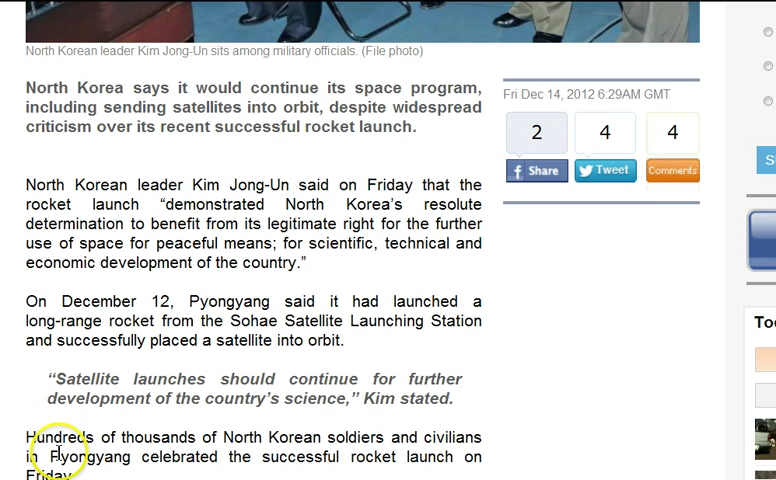 North Korean leader Kim Jong-Un sits among military officials. (File photo)
North Korea says it would continue its space program,
including sending satellites into orbit, despite widespread
criticism over its recent successful rocket launch.
Fri Dec 14, 2012 6:29AM GMT
2 4 4
Share Tweet Comments
North Korean leader Kim Jong-Un said on Friday that the
rocket launch “demonstrated North Korea’s resolute
determination to benefit from its legitimate right for the further
use of space for peaceful means; for scientific, technical and
economic development of the country.”
On December 12, Pyongyang said it had launched a
long-range rocket from the Sohae Satellite Launching Station
and successfully placed a satellite into orbit.
“Satellite launches should continue for further
development of the country’s science,” Kim stated.
Hundreds of thousands of North Korean soldiers and civilians
in Pyongyang celebrated the successful rocket launch on
Friday